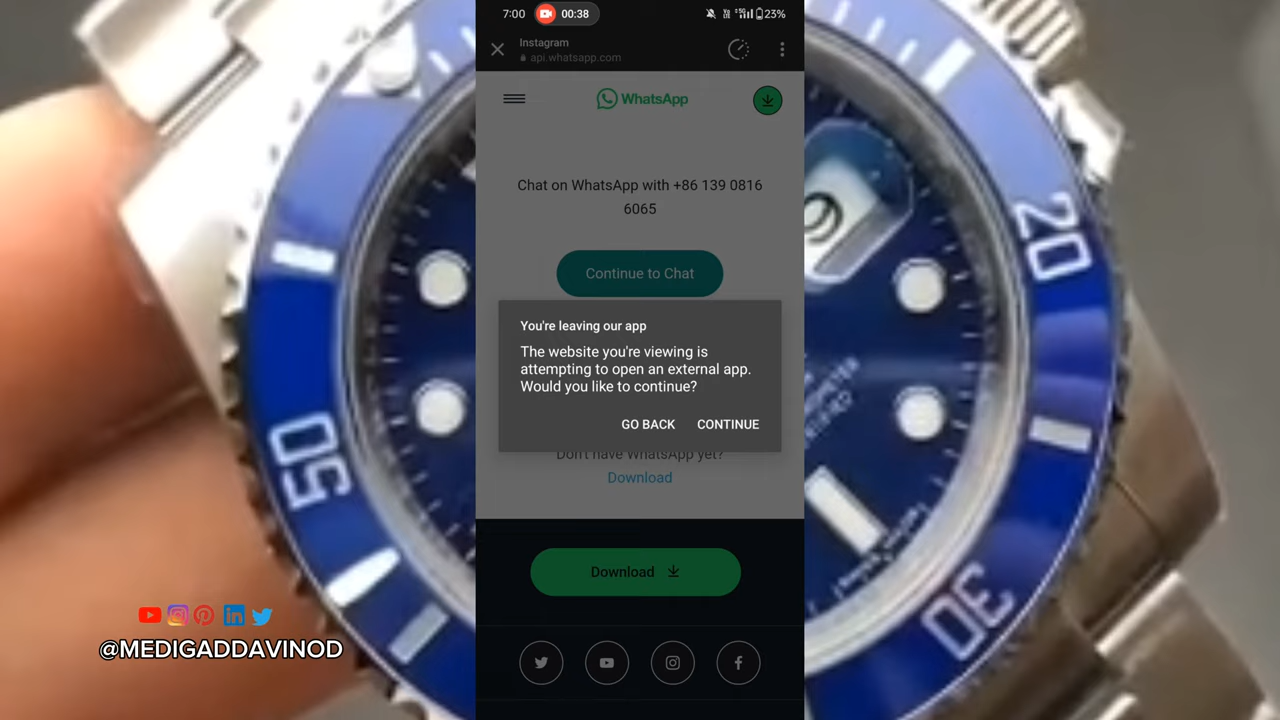 7:00
00:38
5G
23%
Instagram
api.whatsapp.com
WhatsApp
Chat on WhatsApp with +86 139 0816
6065
Continue to Chat
You're leaving our app
The website you're viewing is
attempting to open an external app.
Would you like to continue?
GO BACK
CONTINUE
Don't have WhatsApp yet?
Download
Download
20
30
50
@MEDIGADDAVINOD